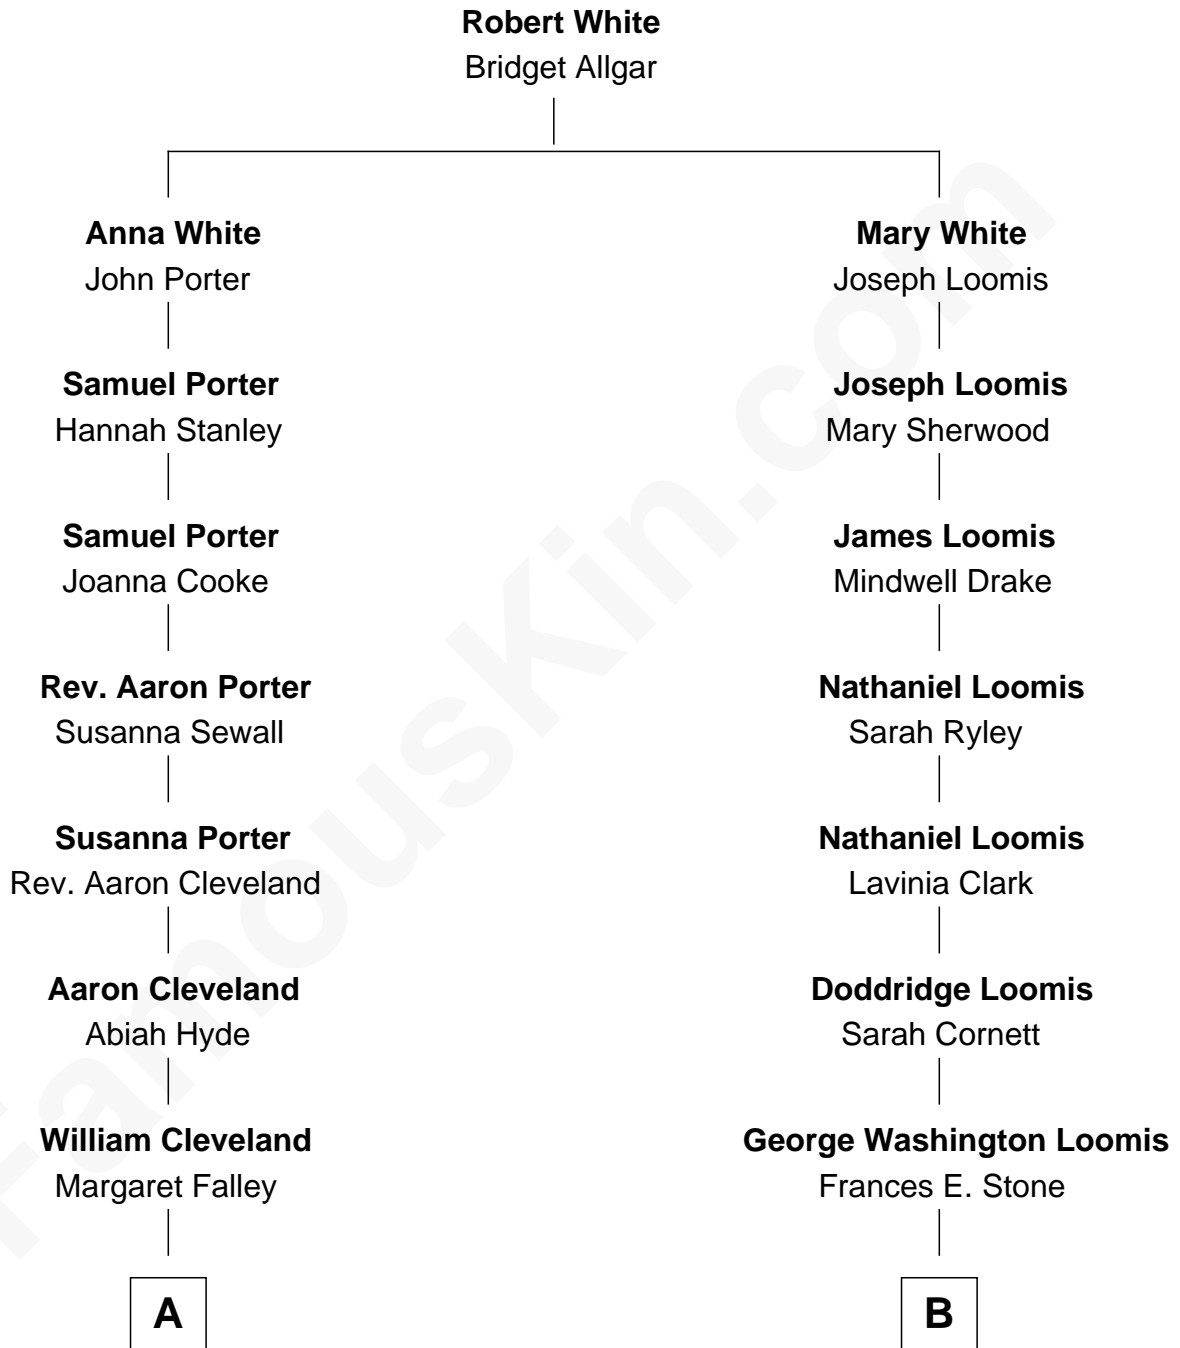 Robert White
Bridget Allgar
Anna White
John Porter
Samuel Porter
Hannah Stanley
Samuel Porter
Joanna Cooke
Rev. Aaron Porter
Susanna Sewall
Susanna Porter
Rev. Aaron Cleveland
Aaron Cleveland
Abiah Hyde
William Cleveland
Margaret Falley
A
Mary White
Joseph Loomis
Joseph Loomis
Mary Sherwood
James Loomis
Mindwell Drake
Nathaniel Loomis
Sarah Ryley
Nathaniel Loomis
Lavinia Clark
Doddridge Loomis
Sarah Cornett
George Washington Loomis
Frances E. Stone
B
FamousKin.com